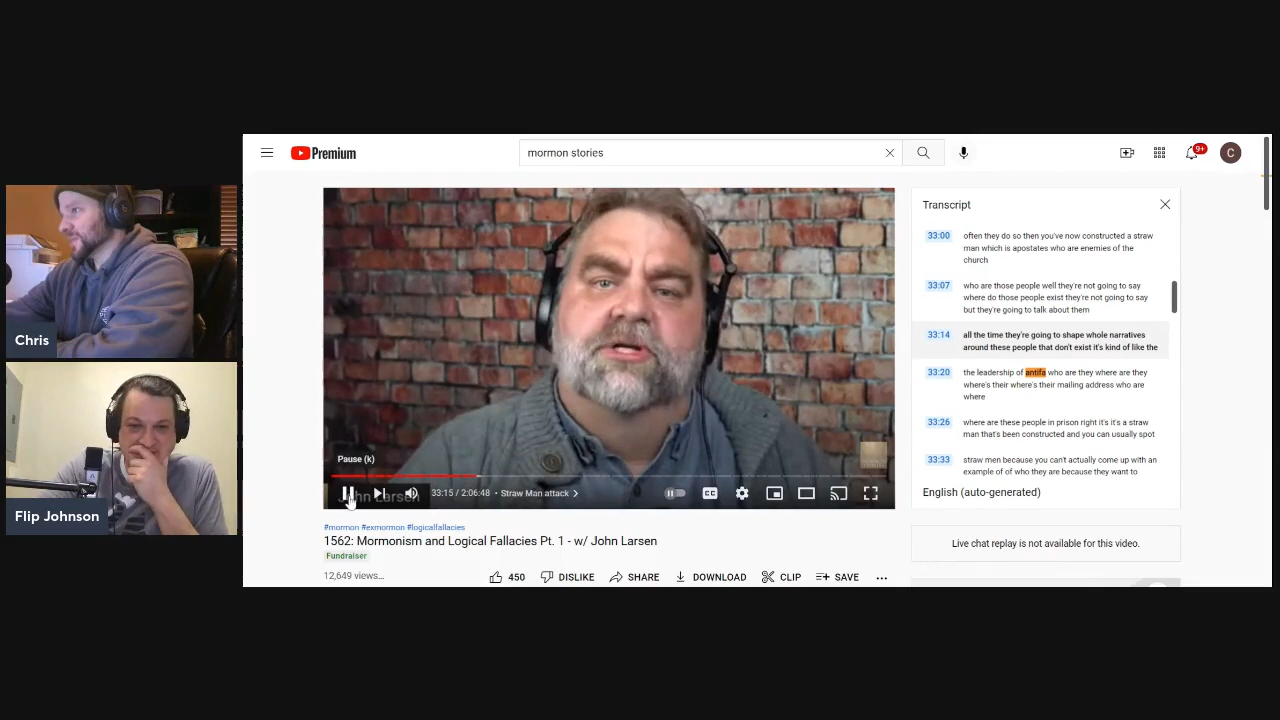 Premium
mormon stories
9+
C
Transcript
33:00
often they do so then you've now constructed a straw
man which is apostates who are enemies of the
church
33:07
who are those people well they're not going to say
where do those people exist they're not going to say
but they're going to talk about them
33:14
all the time they're going to shape whole narratives
around these people that don't exist it's kind of like the
33:20
the leadership of antifa who are they where are they
where's their where's their mailing address who are
where
33:26
where are these people in prison right it's it's a straw
man that's been constructed and you can usually spot
33:33
straw men because you can't actually come up with an
example of of who they are because they want to
English (auto-generated)
Chris
Flip Johnson
Pause (k)
John Larsen
33:15 / 2:06:48 • Straw Man attack
CC
#mormon #exmormon #logicalfallacies
1562: Mormonism and Logical Fallacies Pt. 1 - w/ John Larsen
Fundraiser
12,649 views...
450
DISLIKE
SHARE
DOWNLOAD
CLIP
SAVE
Live chat replay is not available for this video.